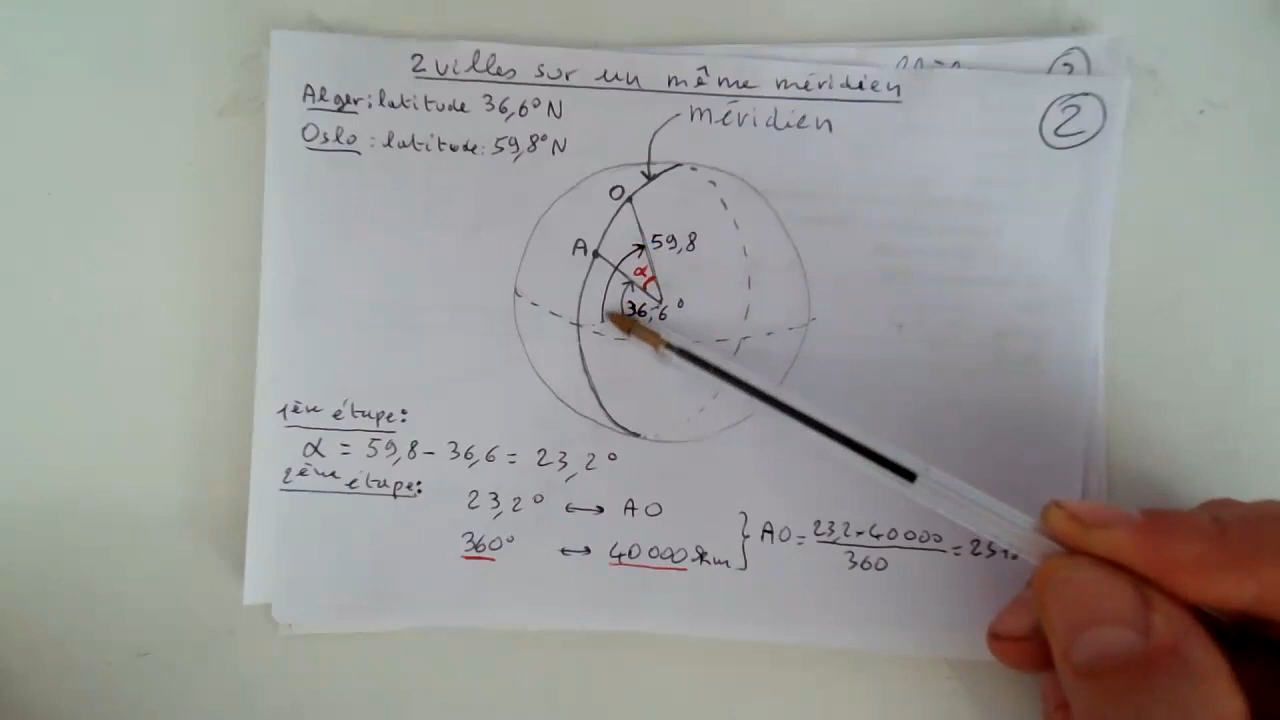 2 villes sur un même méridien
Alger : latitude 36,6° N
Oslo : latitude : 59,8° N
méridien
2
O
A
59,8
α
36,6°
1ère étape :
α = 59,8 - 36,6 = 23,2°
2ème étape :
23,2° ↔ AO
360° ↔ 40 000 km
} AO = 23,2 × 40 000 / 360 =